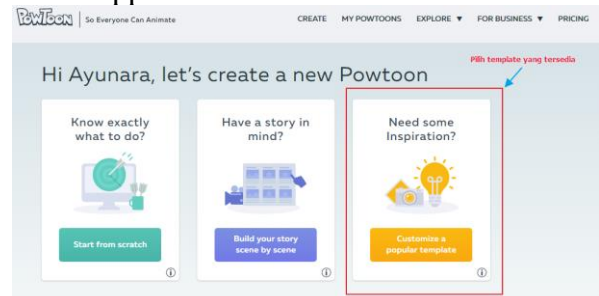 POWTOON | So Everyone Can Animate
CREATE MY POWTOONS EXPLORE ▼ FOR BUSINESS ▼ PRICING
Pilih template yang tersedia
Hi Ayunara, let's create a new Powtoon
Know exactly
what to do?
Start from scratch
Have a story in
mind?
Build your story
scene by scene
Need some
Inspiration?
Customize a
popular template